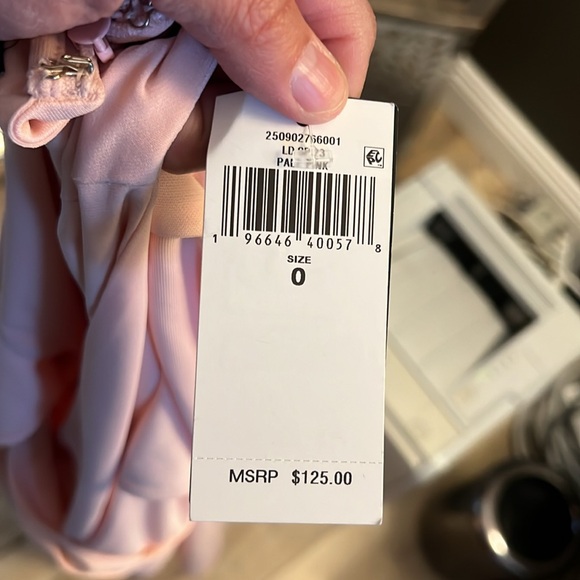 250902766001
LD
PALE PINK
1 96646 40057 8
SIZE
0
MSRP $125.00